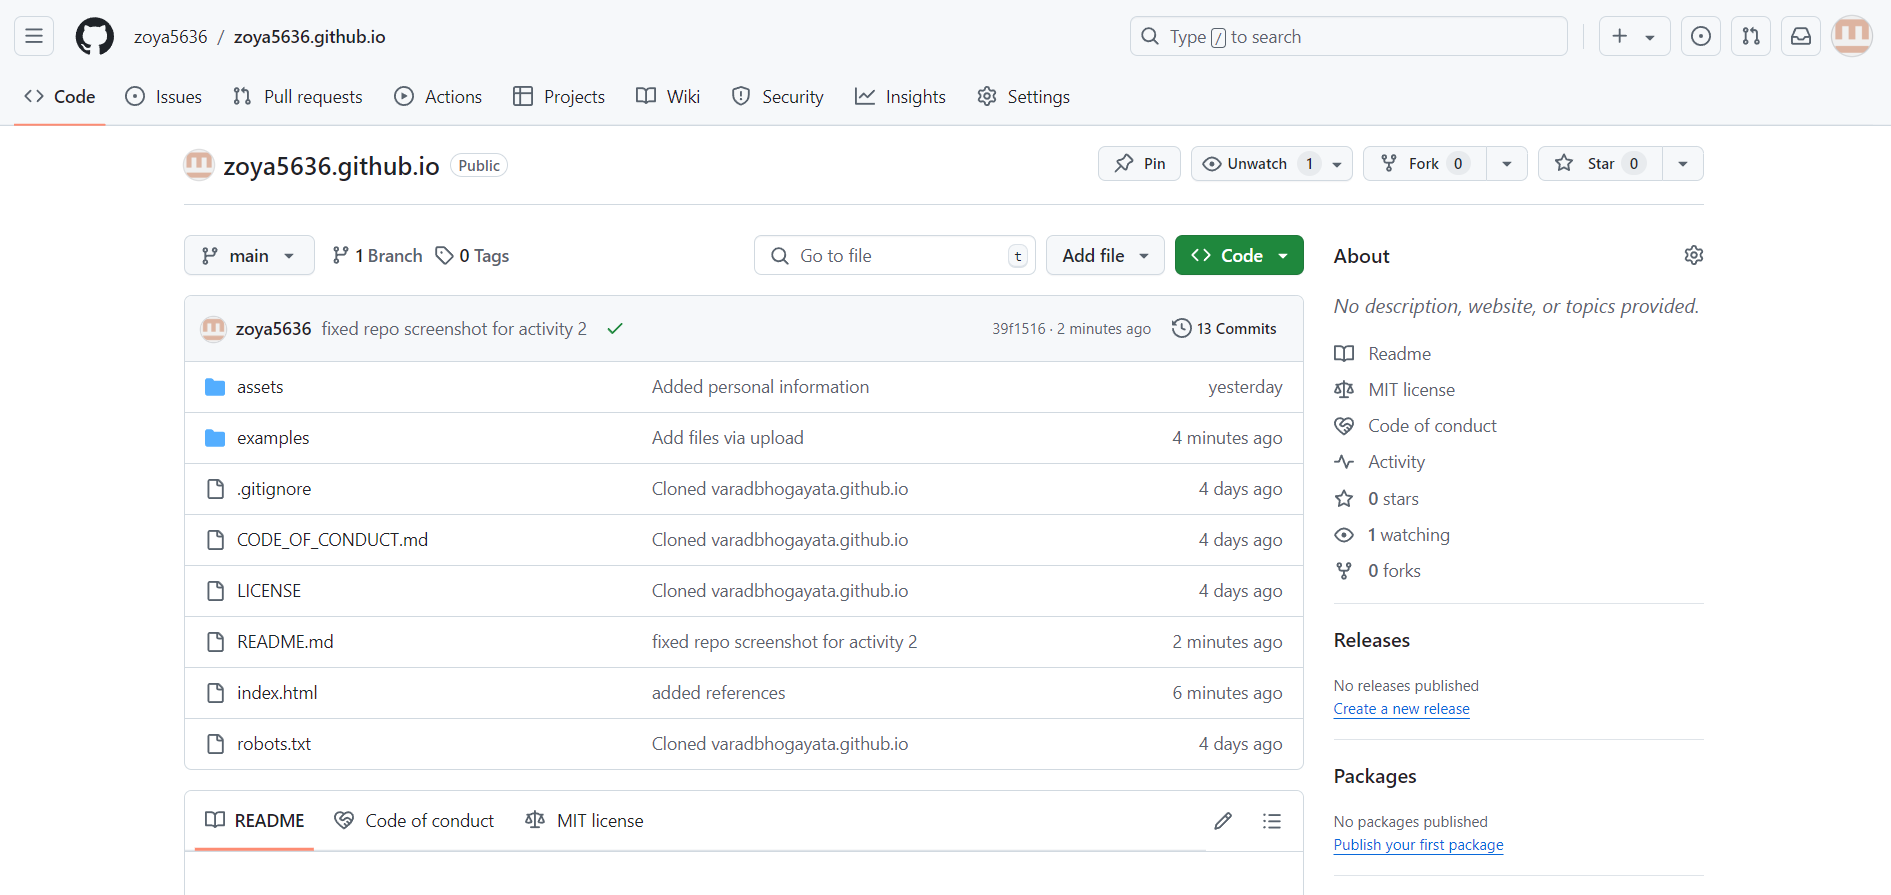 zoya5636 / zoya5636.github.io
Type / to search
Code Issues Pull requests Actions Projects Wiki Security Insights Settings
zoya5636.github.io Public
Pin Unwatch 1 Fork 0 Star 0
main 1 Branch 0 Tags
Go to file t Add file Code
zoya5636 fixed repo screenshot for activity 2 39f1516 · 2 minutes ago 13 Commits
assets Added personal information yesterday
examples Add files via upload 4 minutes ago
.gitignore Cloned varadbhogayata.github.io 4 days ago
CODE_OF_CONDUCT.md Cloned varadbhogayata.github.io 4 days ago
LICENSE Cloned varadbhogayata.github.io 4 days ago
README.md fixed repo screenshot for activity 2 2 minutes ago
index.html added references 6 minutes ago
robots.txt Cloned varadbhogayata.github.io 4 days ago
README Code of conduct MIT license
About
No description, website, or topics provided.
Readme
MIT license
Code of conduct
Activity
0 stars
1 watching
0 forks
Releases
No releases published
Create a new release
Packages
No packages published
Publish your first package